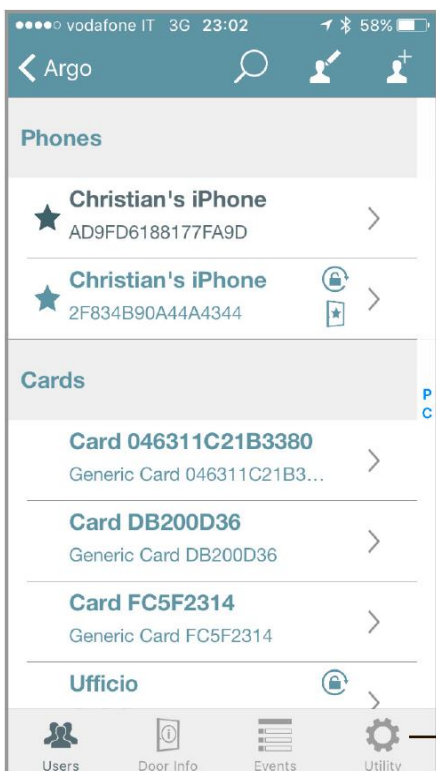 vodafone IT 3G 23:02 58%
Argo
Phones
Christian's iPhone
AD9FD6188177FA9D
Christian's iPhone
2F834B90A44A4344
Cards
P
C
Card 046311C21B3380
Generic Card 046311C21B3...
Card DB200D36
Generic Card DB200D36
Card FC5F2314
Generic Card FC5F2314
Ufficio
Users Door Info Events Utility